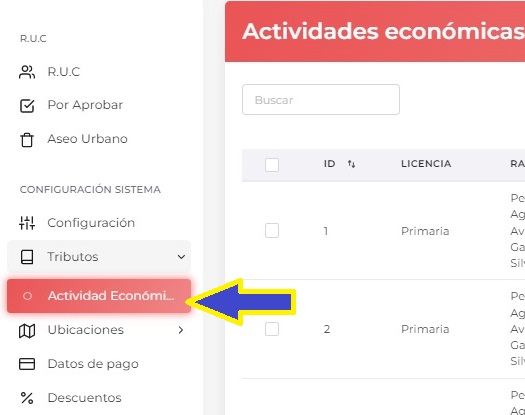 R.U.C
R.U.C
Por Aprobar
Aseo Urbano
CONFIGURACIÓN SISTEMA
Configuración
Tributos
Actividad Económi...
Ubicaciones
Datos de pago
Descuentos
Actividades económicas
Buscar
ID LICENCIA RA
1 Primaria
Pe
Ag
Av
Ga
Silv
2 Primaria
Pe
Ag
Av
Ga
Silv
Pe
Ag